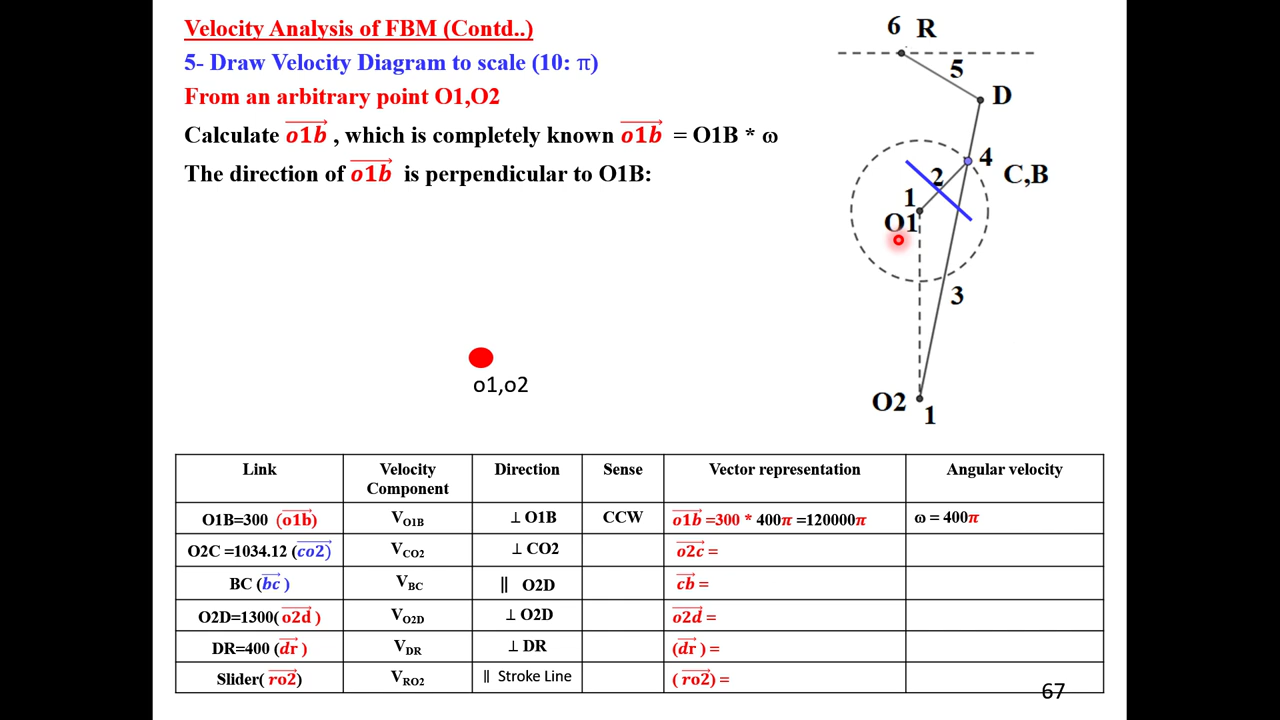 Velocity Analysis of FBM (Contd..)
5- Draw Velocity Diagram to scale (10: π)
From an arbitrary point O1,O2
Calculate o1b , which is completely known o1b = O1B * ω
The direction of o1b is perpendicular to O1B:
6 R
5
D
4
C,B
2
1
O1
3
O2
1
o1,o2
Link Velocity Component Direction Sense Vector representation Angular velocity
O1B=300 (o1b) VO1B ⊥ O1B CCW o1b =300 * 400π =120000π ω = 400π
O2C =1034.12 (co2) VCO2 ⊥ CO2 o2c =
BC (bc ) VBC ∥ O2D cb =
O2D=1300( o2d ) VO2D ⊥ O2D o2d =
DR=400 (dr ) VDR ⊥ DR (dr ) =
Slider( ro2) VRO2 ∥ Stroke Line ( ro2) =
67